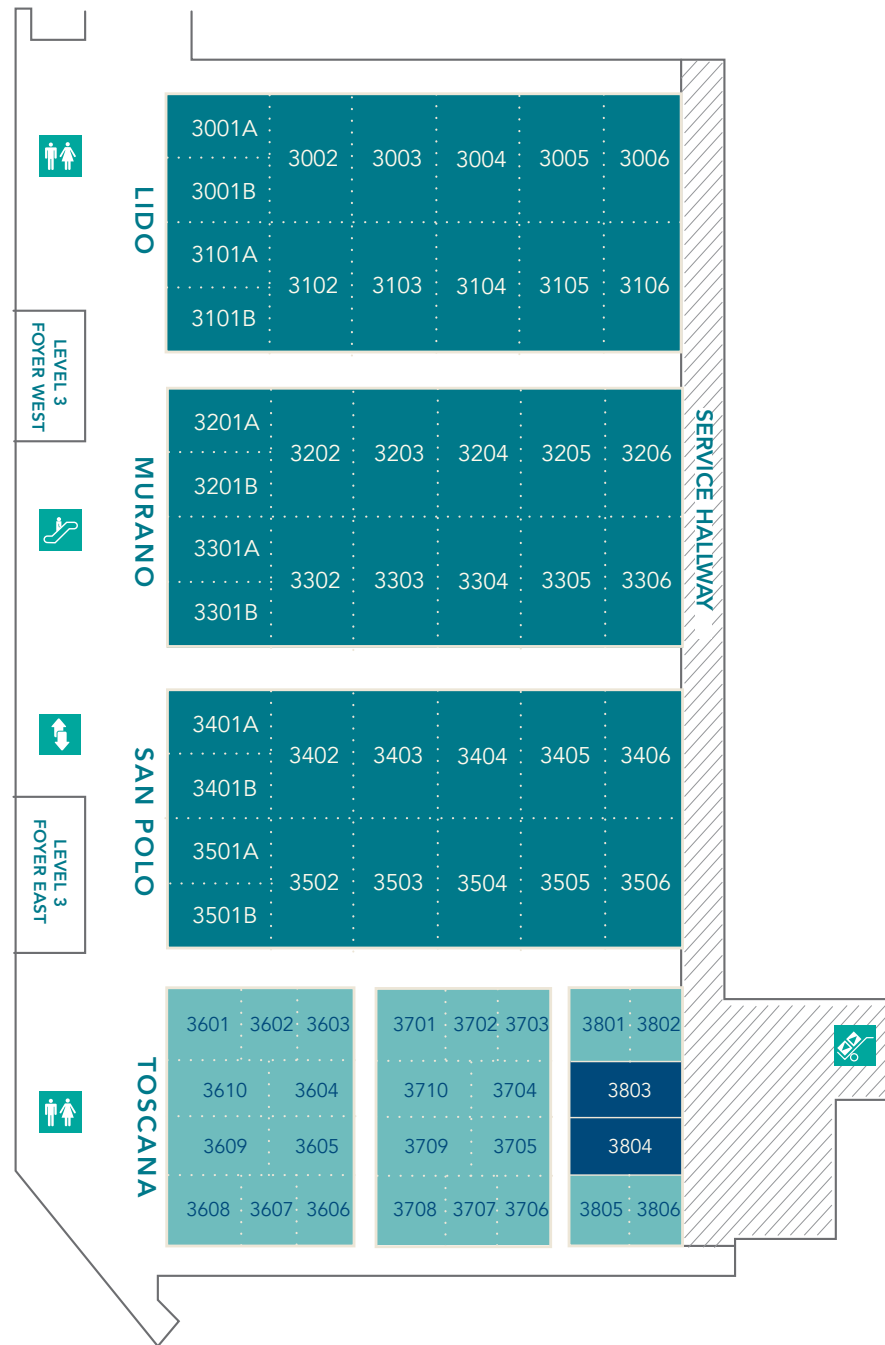 LIDO
3001A
3001B
3002 3003 3004 3005 3006
3101A
3101B
3102 3103 3104 3105 3106
LEVEL 3
FOYER WEST
MURANO
3201A
3201B
3202 3203 3204 3205 3206
3301A
3301B
3302 3303 3304 3305 3306
SERVICE HALLWAY
SAN POLO
3401A
3401B
3402 3403 3404 3405 3406
3501A
3501B
3502 3503 3504 3505 3506
LEVEL 3
FOYER EAST
TOSCANA
3601 3602 3603
3610 3604
3609 3605
3608 3607 3606
3701 3702 3703
3710 3704
3709 3705
3708 3707 3706
3801 3802
3803
3804
3805 3806